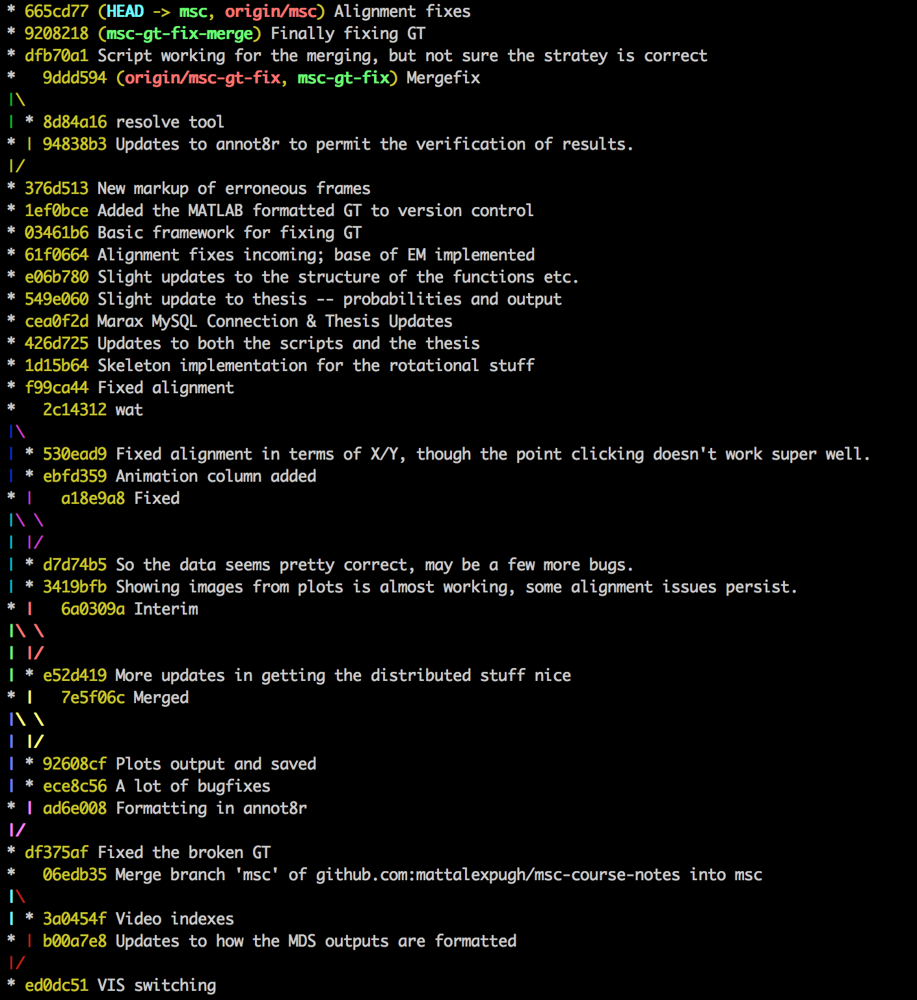 * 665cd77 (HEAD -> msc, origin/msc) Alignment fixes
* 9208218 (msc-gt-fix-merge) Finally fixing GT
* dfb70a1 Script working for the merging, but not sure the stratey is correct
*   9ddd594 (origin/msc-gt-fix, msc-gt-fix) Mergefix
|\
| * 8d84a16 resolve tool
* | 94838b3 Updates to annot8r to permit the verification of results.
|/
* 376d513 New markup of erroneous frames
* 1ef0bce Added the MATLAB formatted GT to version control
* 03461b6 Basic framework for fixing GT
* 61f0664 Alignment fixes incoming; base of EM implemented
* e06b780 Slight updates to the structure of the functions etc.
* 549e060 Slight update to thesis -- probabilities and output
* cea0f2d Marax MySQL Connection & Thesis Updates
* 426d725 Updates to both the scripts and the thesis
* 1d15b64 Skeleton implementation for the rotational stuff
* f99ca44 Fixed alignment
*   2c14312 wat
|\
| * 530ead9 Fixed alignment in terms of X/Y, though the point clicking doesn't work super well.
| * ebfd359 Animation column added
* |   a18e9a8 Fixed
|\ \
| |/
| * d7d74b5 So the data seems pretty correct, may be a few more bugs.
| * 3419bfb Showing images from plots is almost working, some alignment issues persist.
* |   6a0309a Interim
|\ \
| |/
| * e52d419 More updates in getting the distributed stuff nice
* |   7e5f06c Merged
|\ \
| |/
| * 92608cf Plots output and saved
| * ece8c56 A lot of bugfixes
* | ad6e008 Formatting in annot8r
|/
* df375af Fixed the broken GT
*   06edb35 Merge branch 'msc' of github.com:mattalexpugh/msc-course-notes into msc
|\
| * 3a0454f Video indexes
* | b00a7e8 Updates to how the MDS outputs are formatted
|/
* ed0dc51 VIS switching